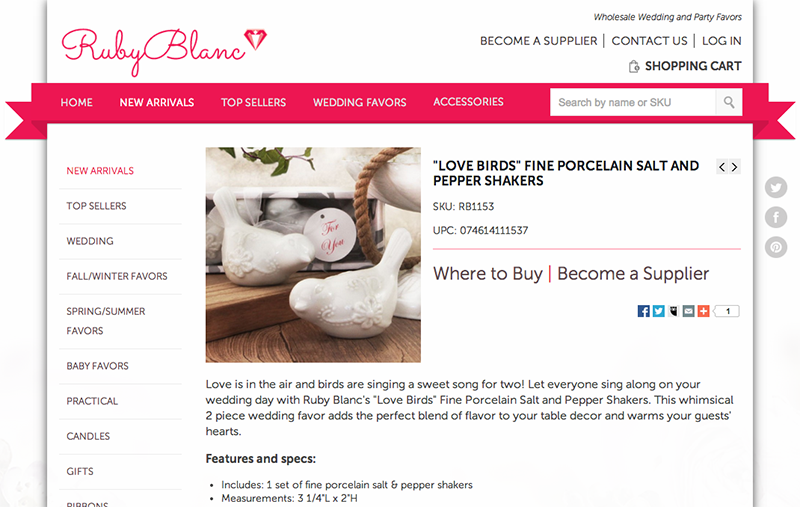 Wholesale Wedding and Party Favors
RubyBlanc
BECOME A SUPPLIER | CONTACT US | LOG IN
SHOPPING CART
HOME NEW ARRIVALS TOP SELLERS WEDDING FAVORS ACCESSORIES Search by name or SKU
NEW ARRIVALS
TOP SELLERS
WEDDING
FALL/WINTER FAVORS
SPRING/SUMMER
FAVORS
BABY FAVORS
PRACTICAL
CANDLES
GIFTS
RIBBONS
For
You
"LOVE BIRDS" FINE PORCELAIN SALT AND
PEPPER SHAKERS
SKU: RB1153
UPC: 074614111537
Where to Buy | Become a Supplier
1
Love is in the air and birds are singing a sweet song for two! Let everyone sing along on your
wedding day with Ruby Blanc's "Love Birds" Fine Porcelain Salt and Pepper Shakers. This whimsical
2 piece wedding favor adds the perfect blend of flavor to your table decor and warms your guests'
hearts.
Features and specs:
• Includes: 1 set of fine porcelain salt & pepper shakers
• Measurements: 3 1/4"L x 2"H